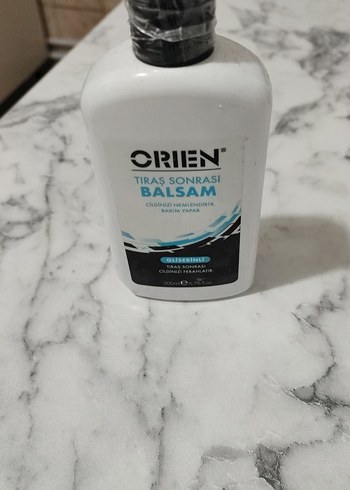 ORIEN®
TIRAŞ SONRASI
BALSAM
CİLDİNİZİ NEMLENDİRİR,
BAKIM YAPAR
GLİSERİNLİ
TIRAŞ SONRASI
CİLDİNİZİ FERAHLATIR.
200ml